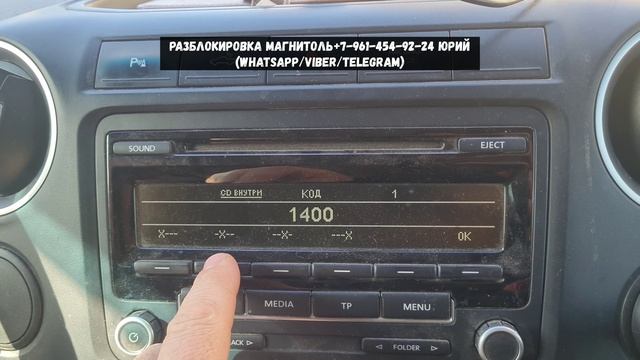 РАЗБЛОКИРОВКА МАГНИТОЛЬ+7-961-454-92-24 ЮРИЙ
(WHATSAPP/VIBER/TELEGRAM)
P
SOUND
EJECT
CD ВНУТРИ КОД 1
1400
X--- -X-- --X- ---X OK
MEDIA TP MENU
FOLDER